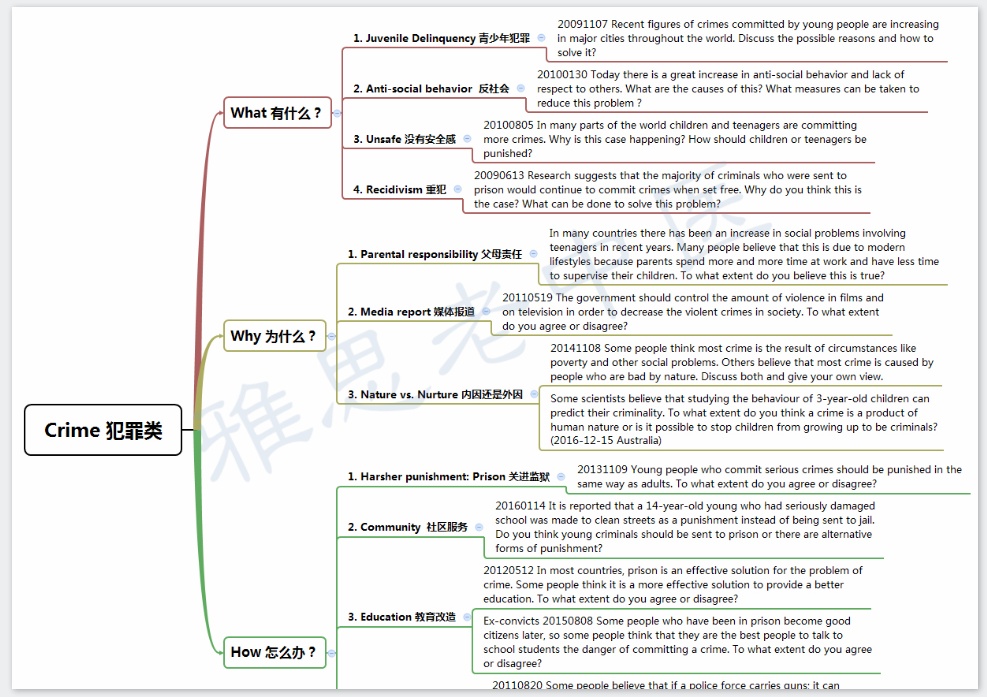 Crime 犯罪类
What 有什么？
1. Juvenile Delinquency 青少年犯罪
20091107 Recent figures of crimes committed by young people are increasing
in major cities throughout the world. Discuss the possible reasons and how to
solve it?
2. Anti-social behavior 反社会
20100130 Today there is a great increase in anti-social behavior and lack of
respect to others. What are the causes of this? What measures can be taken to
reduce this problem ?
3. Unsafe 没有安全感
20100805 In many parts of the world children and teenagers are committing
more crimes. Why is this case happening? How should children or teenagers be
punished?
4. Recidivism 重犯
20090613 Research suggests that the majority of criminals who were sent to
prison would continue to commit crimes when set free. Why do you think this is
the case? What can be done to solve this problem?
Why 为什么？
1. Parental responsibility 父母责任
In many countries there has been an increase in social problems involving
teenagers in recent years. Many people believe that this is due to modern
lifestyles because parents spend more and more time at work and have less time
to supervise their children. To what extent do you believe this is true?
2. Media report 媒体报道
20110519 The government should control the amount of violence in films and
on television in order to decrease the violent crimes in society. To what extent
do you agree or disagree?
3. Nature vs. Nurture 内因还是外因
20141108 Some people think most crime is the result of circumstances like
poverty and other social problems. Others believe that most crime is caused by
people who are bad by nature. Discuss both and give your own view.
Some scientists believe that studying the behaviour of 3-year-old children can
predict their criminality. To what extent do you think a crime is a product of
human nature or is it possible to stop children from growing up to be criminals?
(2016-12-15 Australia)
How 怎么办？
1. Harsher punishment: Prison 关进监狱
20131109 Young people who commit serious crimes should be punished in the
same way as adults. To what extent do you agree or disagree?
2. Community 社区服务
20160114 It is reported that a 14-year-old young who had seriously damaged
school was made to clean streets as a punishment instead of being sent to jail.
Do you think young criminals should be sent to prison or there are alternative
forms of punishment?
3. Education 教育改造
20120512 In most countries, prison is an effective solution for the problem of
crime. Some people think it is a more effective solution to provide a better
education. To what extent do you agree or disagree?
Ex-convicts 20150808 Some people who have been in prison become good
citizens later, so some people think that they are the best people to talk to
school students the danger of committing a crime. To what extent do you agree
or disagree?
20110820 Some people believe that if a police force carries guns; it can
雅思老中医